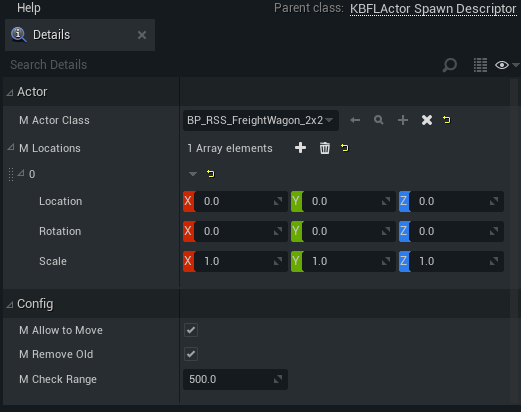 Help
Parent class: KBFLActor Spawn Descriptor
Details
Search Details
Actor
M Actor Class BP_RSS_FreightWagon_2x2
M Locations 1 Array elements
0
Location X 0.0 Y 0.0 Z 0.0
Rotation X 0.0 Y 0.0 Z 0.0
Scale X 1.0 Y 1.0 Z 1.0
Config
M Allow to Move
M Remove Old
M Check Range 500.0